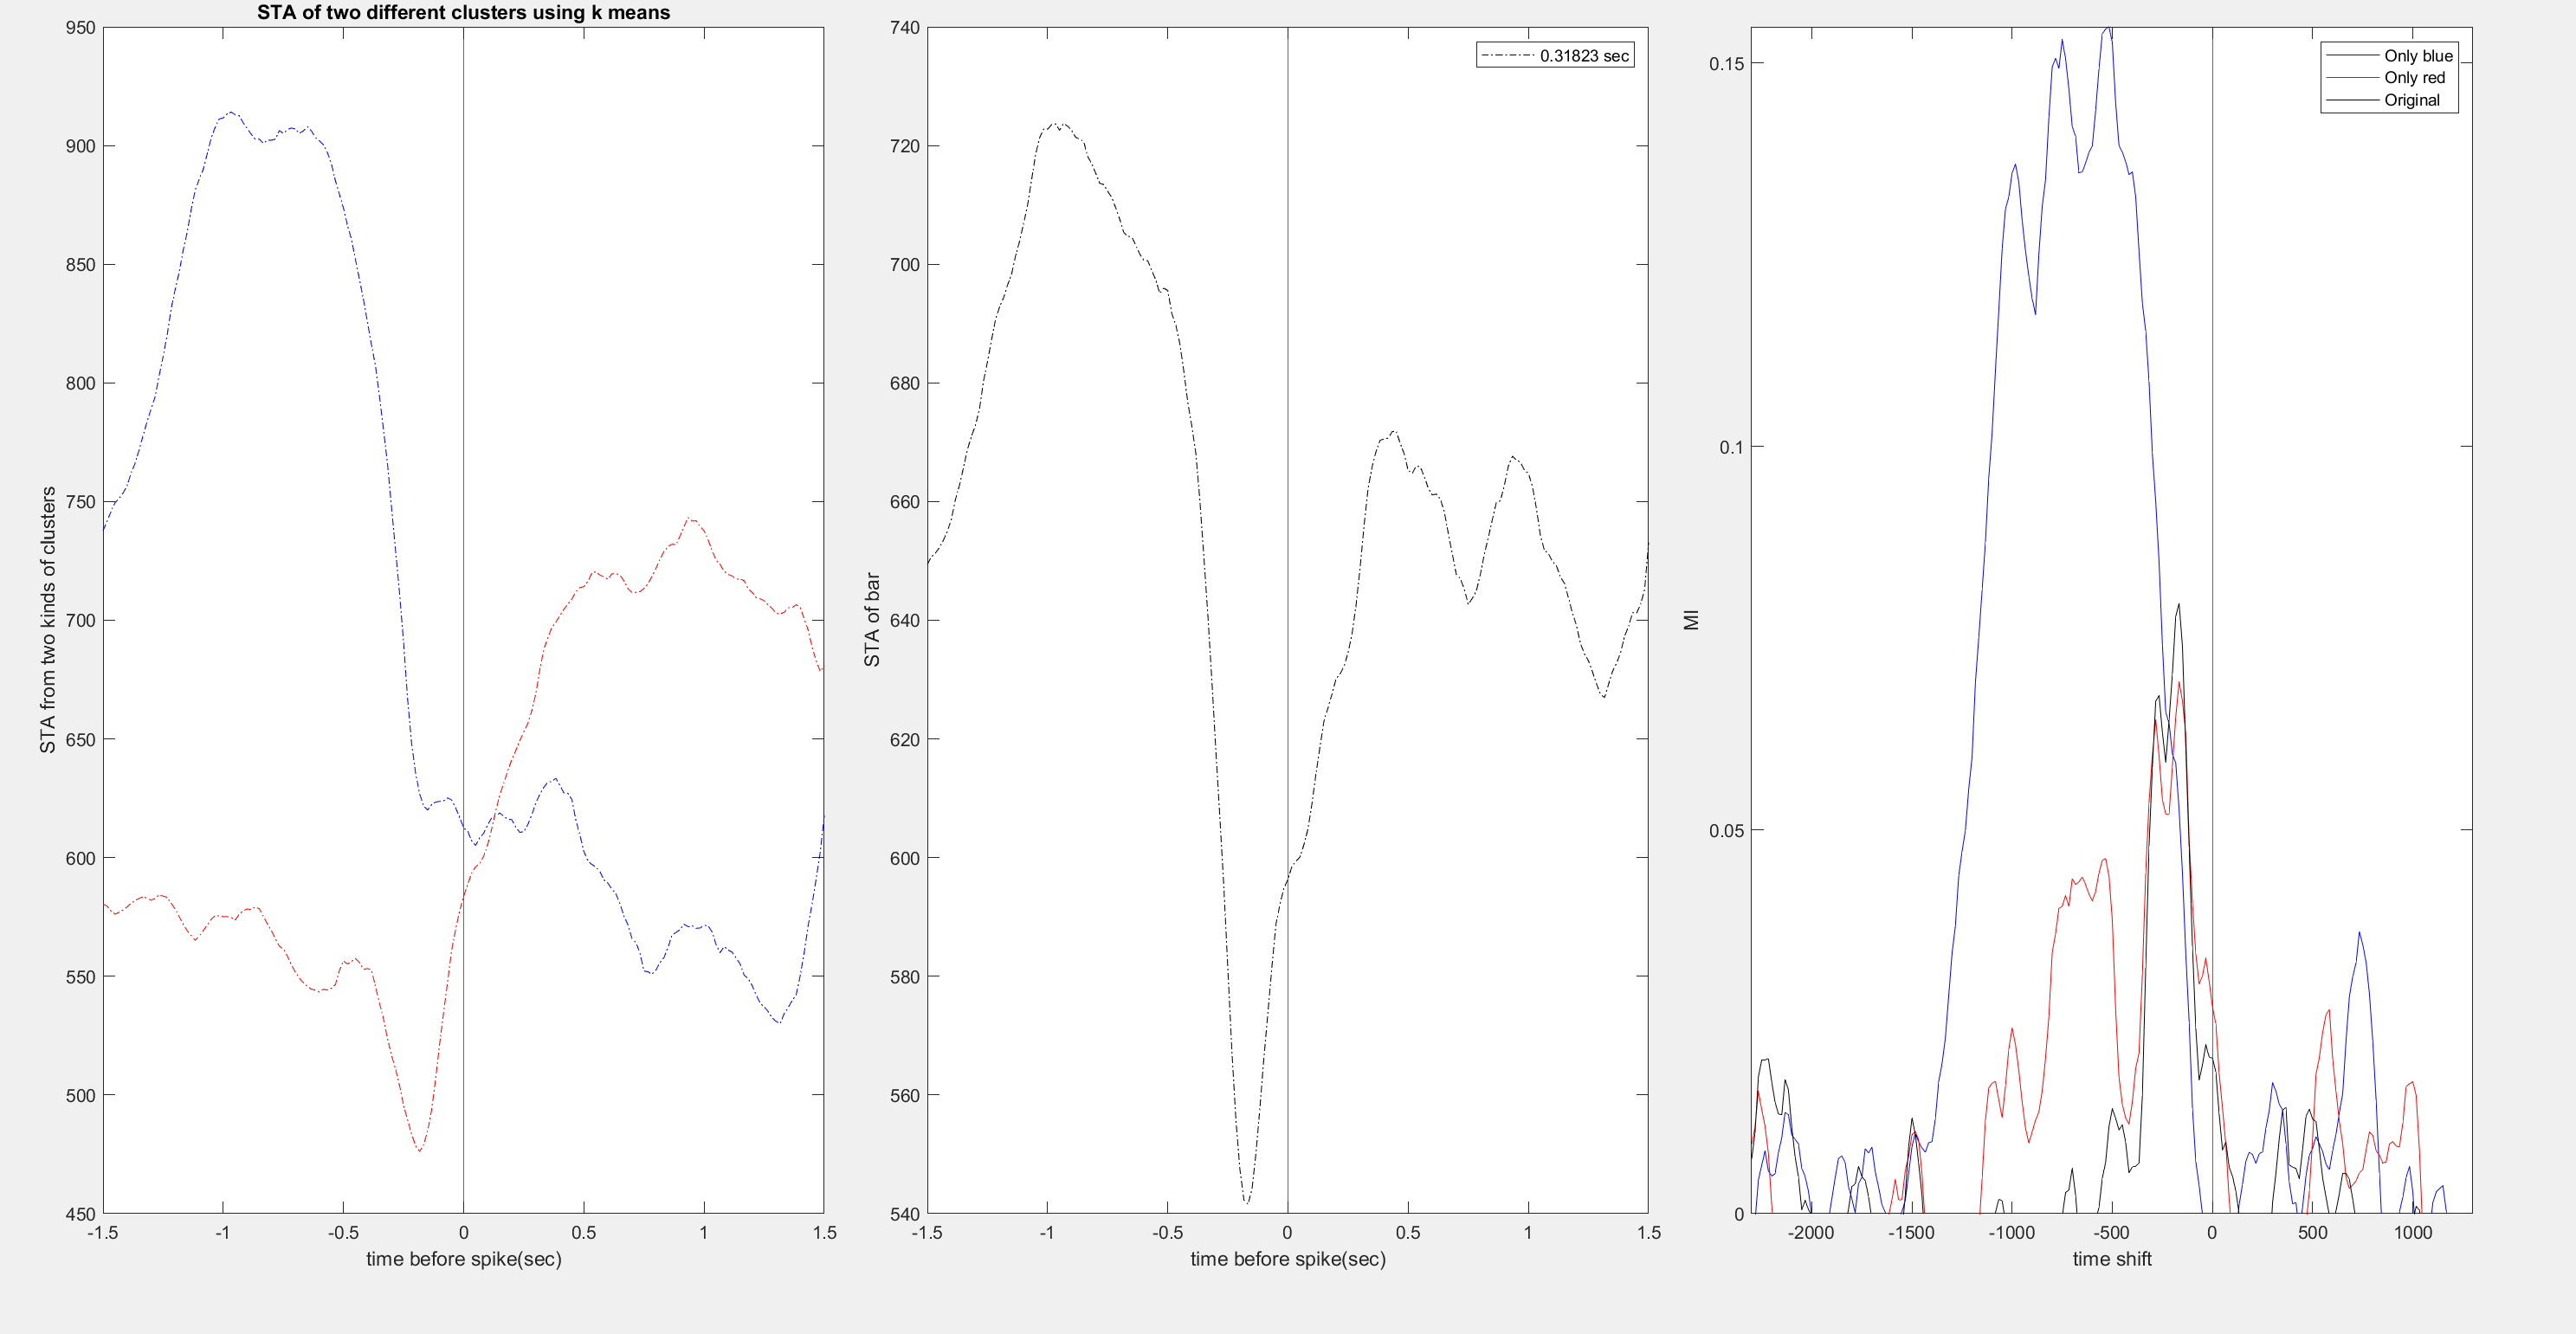 STA of two different clusters using k means
STA from two kinds of clusters
950
900
850
800
750
700
650
600
550
500
450
-1.5 -1 -0.5 0 0.5 1 1.5
time before spike(sec)
STA of bar
740
720
700
680
660
640
620
600
580
560
540
0.31823 sec
-1.5 -1 -0.5 0 0.5 1 1.5
time before spike(sec)
MI
0.15
0.1
0.05
0
Only blue
Only red
Original
-2000 -1500 -1000 -500 0 500 1000
time shift